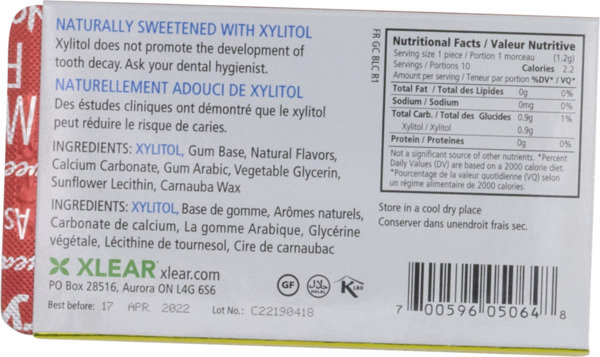 NATURALLY SWEETENED WITH XYLITOL
Xylitol does not promote the development of
tooth decay. Ask your dental hygienist.
NATURELLEMENT ADOUCI DE XYLITOL
Des éstudes cliniques ont démontré que le xylitol
peut réduire le risque de caries.
INGREDIENTS: XYLITOL, Gum Base, Natural Flavors,
Calcium Carbonate, Gum Arabic, Vegetable Glycerin,
Sunflower Lecithin, Carnauba Wax
INGREDIENTS: XYLITOL, Base de gomme, Arômes naturels,
Carbonate de calcium, La gomme Arabique, Glycérine
végétale, Lécithine de tournesol, Cire de carnaubac
XLEAR xlear.com
PO Box 28516, Aurora ON L4G 6S6
Best before: 17 APR. 2022 Lot No.: C22190418
FR GC BLC R1
Nutritional Facts / Valeur Nutritive
Serving size 1 piece / Portion 1 morceau (1.2g)
Servings / Portions 10 Calories 2.2
Amount per serving / Teneur par portion %DV* / VQ*
Total Fat / Total des Lipides 0g 0%
Sodium / Sodium 0mg 0%
Total Carb. / Total des Glucides 0.9g 1%
Xylitol / Xylitol 0.9g
Protein / Proteines 0g 0%
Not a significant source of other nutrients. *Percent
Daily Values (DV) are based on a 2000 calorie diet.
*Pourcentage de la valeur quotidienne (VQ) selon
un régime alimentaire de 2000 calories.
Store in a cool dry place
Conserver dans unendroit frais sec.
GF حلال HALAL K LBD
7 00596 05064 8